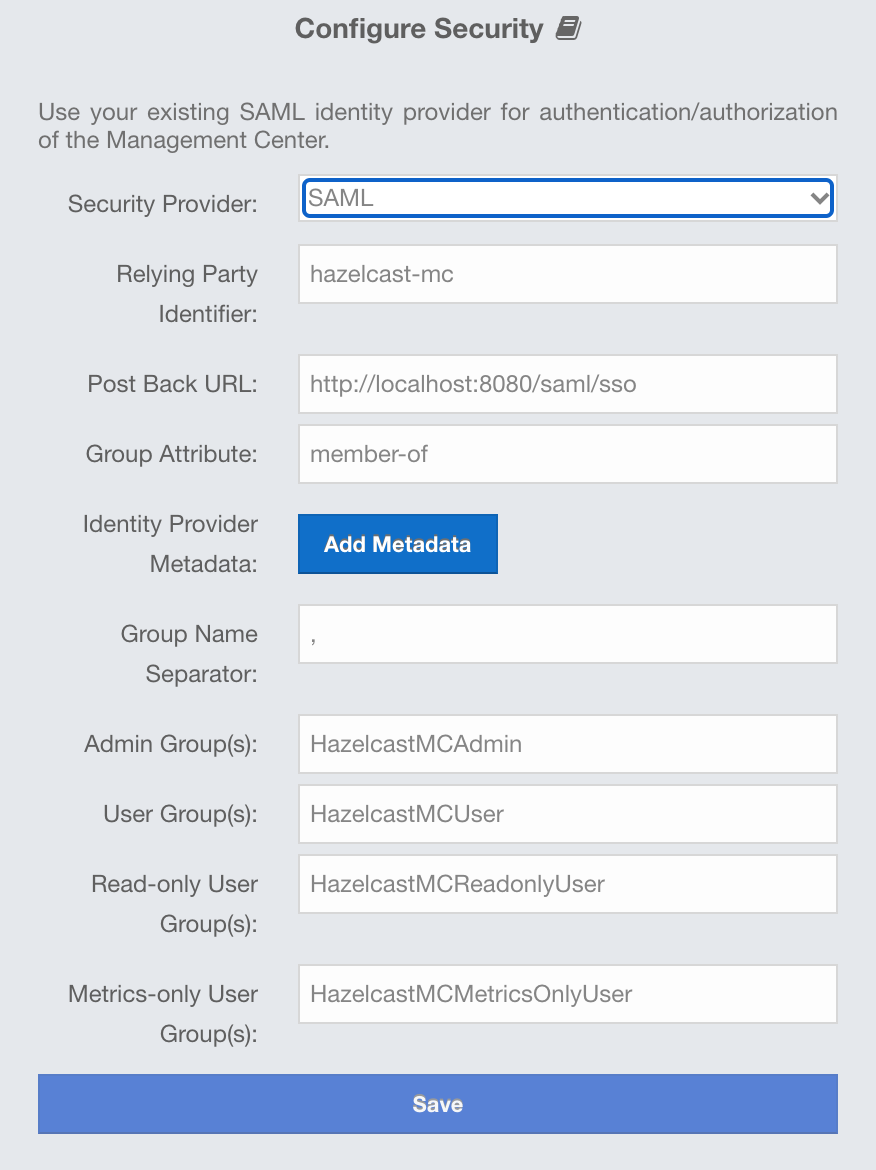 Configure Security
Use your existing SAML identity provider for authentication/authorization
of the Management Center.
Security Provider:
SAML
Relying Party
Identifier:
hazelcast-mc
Post Back URL:
http://localhost:8080/saml/sso
Group Attribute:
member-of
Identity Provider
Metadata:
Add Metadata
Group Name
Separator:
,
Admin Group(s):
HazelcastMCAdmin
User Group(s):
HazelcastMCUser
Read-only User
Group(s):
HazelcastMCReadonlyUser
Metrics-only User
Group(s):
HazelcastMCMetricsOnlyUser
Save